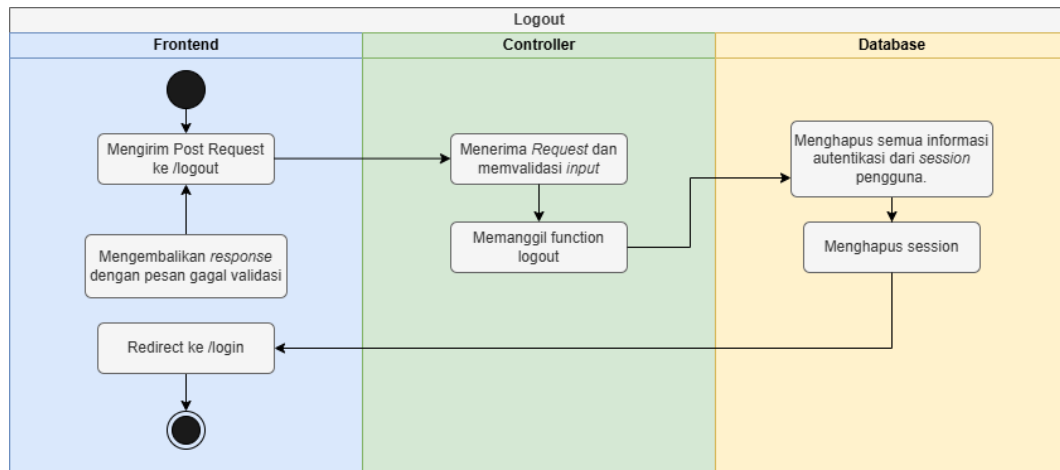 Logout
Frontend
Controller
Database
Mengirim Post Request
ke /logout
Menerima Request dan
memvalidasi input
Menghapus semua informasi
autentikasi dari session
pengguna.
Mengembalikan response
dengan pesan gagal validasi
Memanggil function
logout
Menghapus session
Redirect ke /login